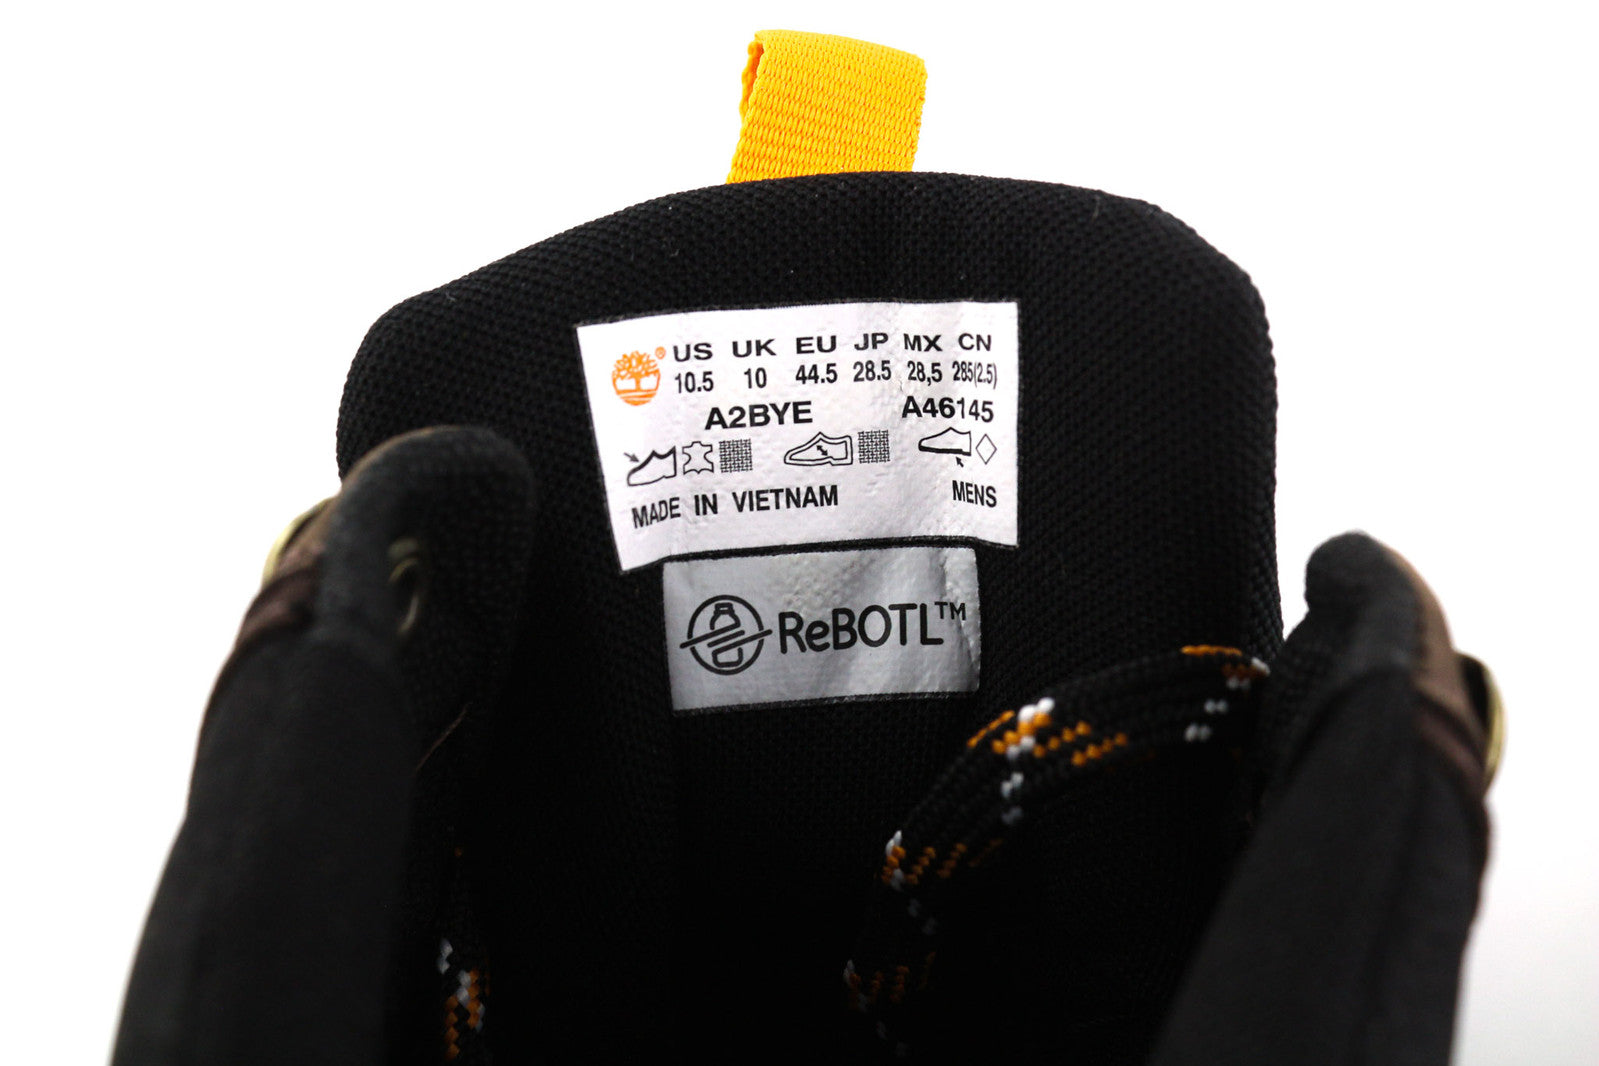 ® US UK EU JP MX CN
10.5 10 44.5 28.5 28,5 285(2.5)
A2BYE A46145
MADE IN VIETNAM MENS
ReBOTL™